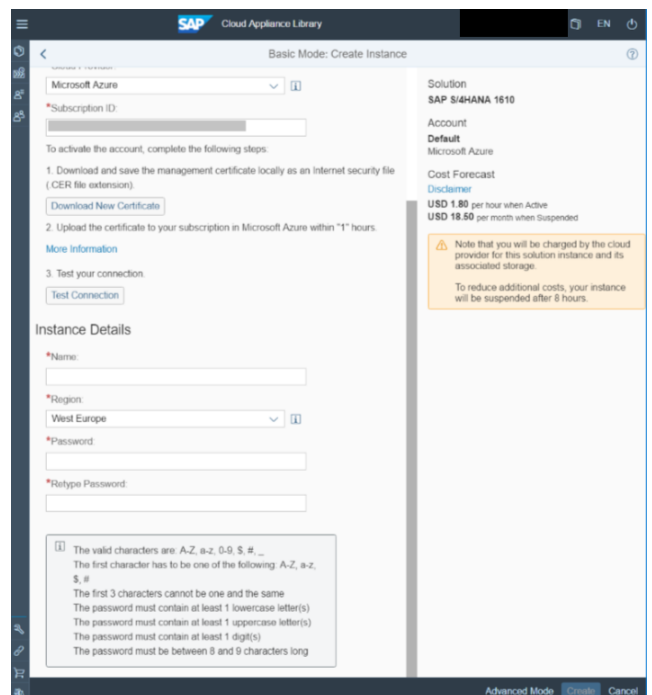 SAP Cloud Appliance Library
EN
Basic Mode: Create Instance
Cloud Provider:
Microsoft Azure
*Subscription ID:
To activate the account, complete the following steps:
1. Download and save the management certificate locally as an Internet security file
(.CER file extension).
Download New Certificate
2. Upload the certificate to your subscription in Microsoft Azure within "1" hours.
More Information
3. Test your connection.
Test Connection
Instance Details
*Name:
*Region:
West Europe
*Password:
*Retype Password:
The valid characters are: A-Z, a-z, 0-9, $, #, _
The first character has to be one of the following: A-Z, a-z,
$, #
The first 3 characters cannot be one and the same
The password must contain at least 1 lowercase letter(s)
The password must contain at least 1 uppercase letter(s)
The password must contain at least 1 digit(s)
The password must be between 8 and 9 characters long
Solution
SAP S/4HANA 1610
Account
Default
Microsoft Azure
Cost Forecast
Disclaimer
USD 1.80 per hour when Active
USD 18.50 per month when Suspended
Note that you will be charged by the cloud
provider for this solution instance and its
associated storage.
To reduce additional costs, your instance
will be suspended after 8 hours.
Advanced Mode Create Cancel